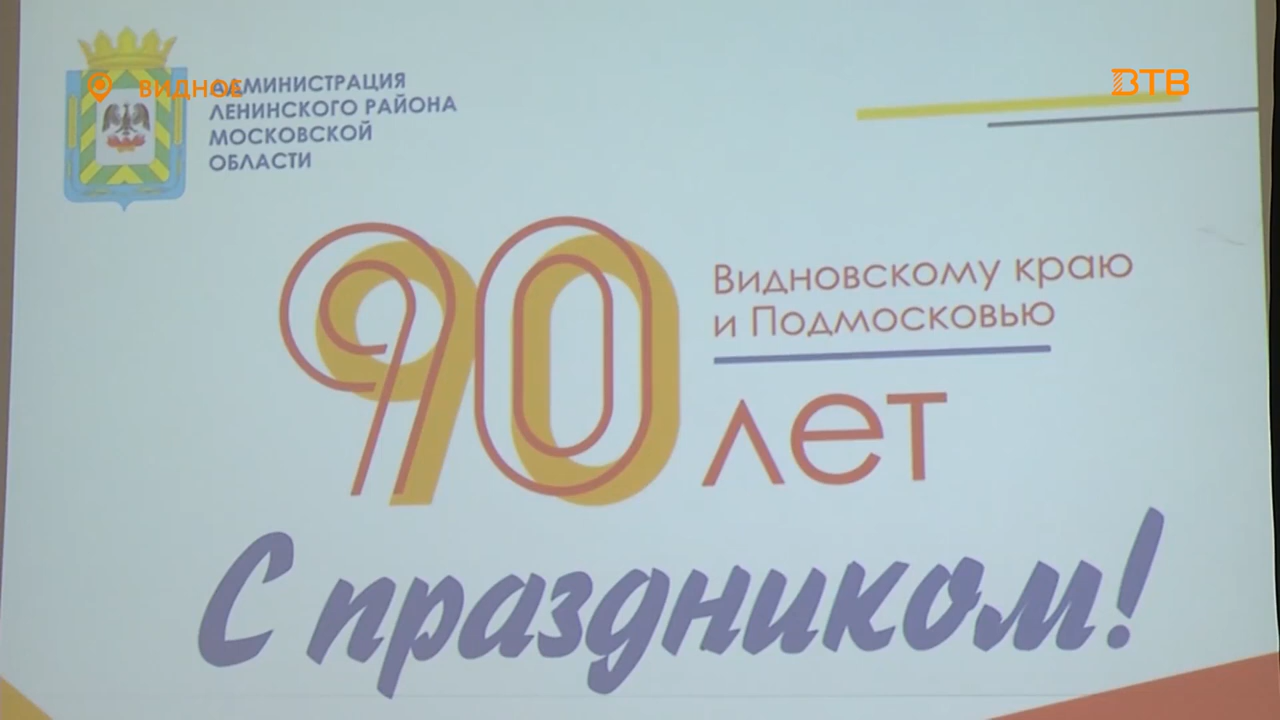 ВИДНОЕ
АДМИНИСТРАЦИЯ
ЛЕНИНСКОГО РАЙОНА
МОСКОВСКОЙ
ОБЛАСТИ
ВТВ
90
Видновскому краю
и Подмосковью
лет
С праздником!